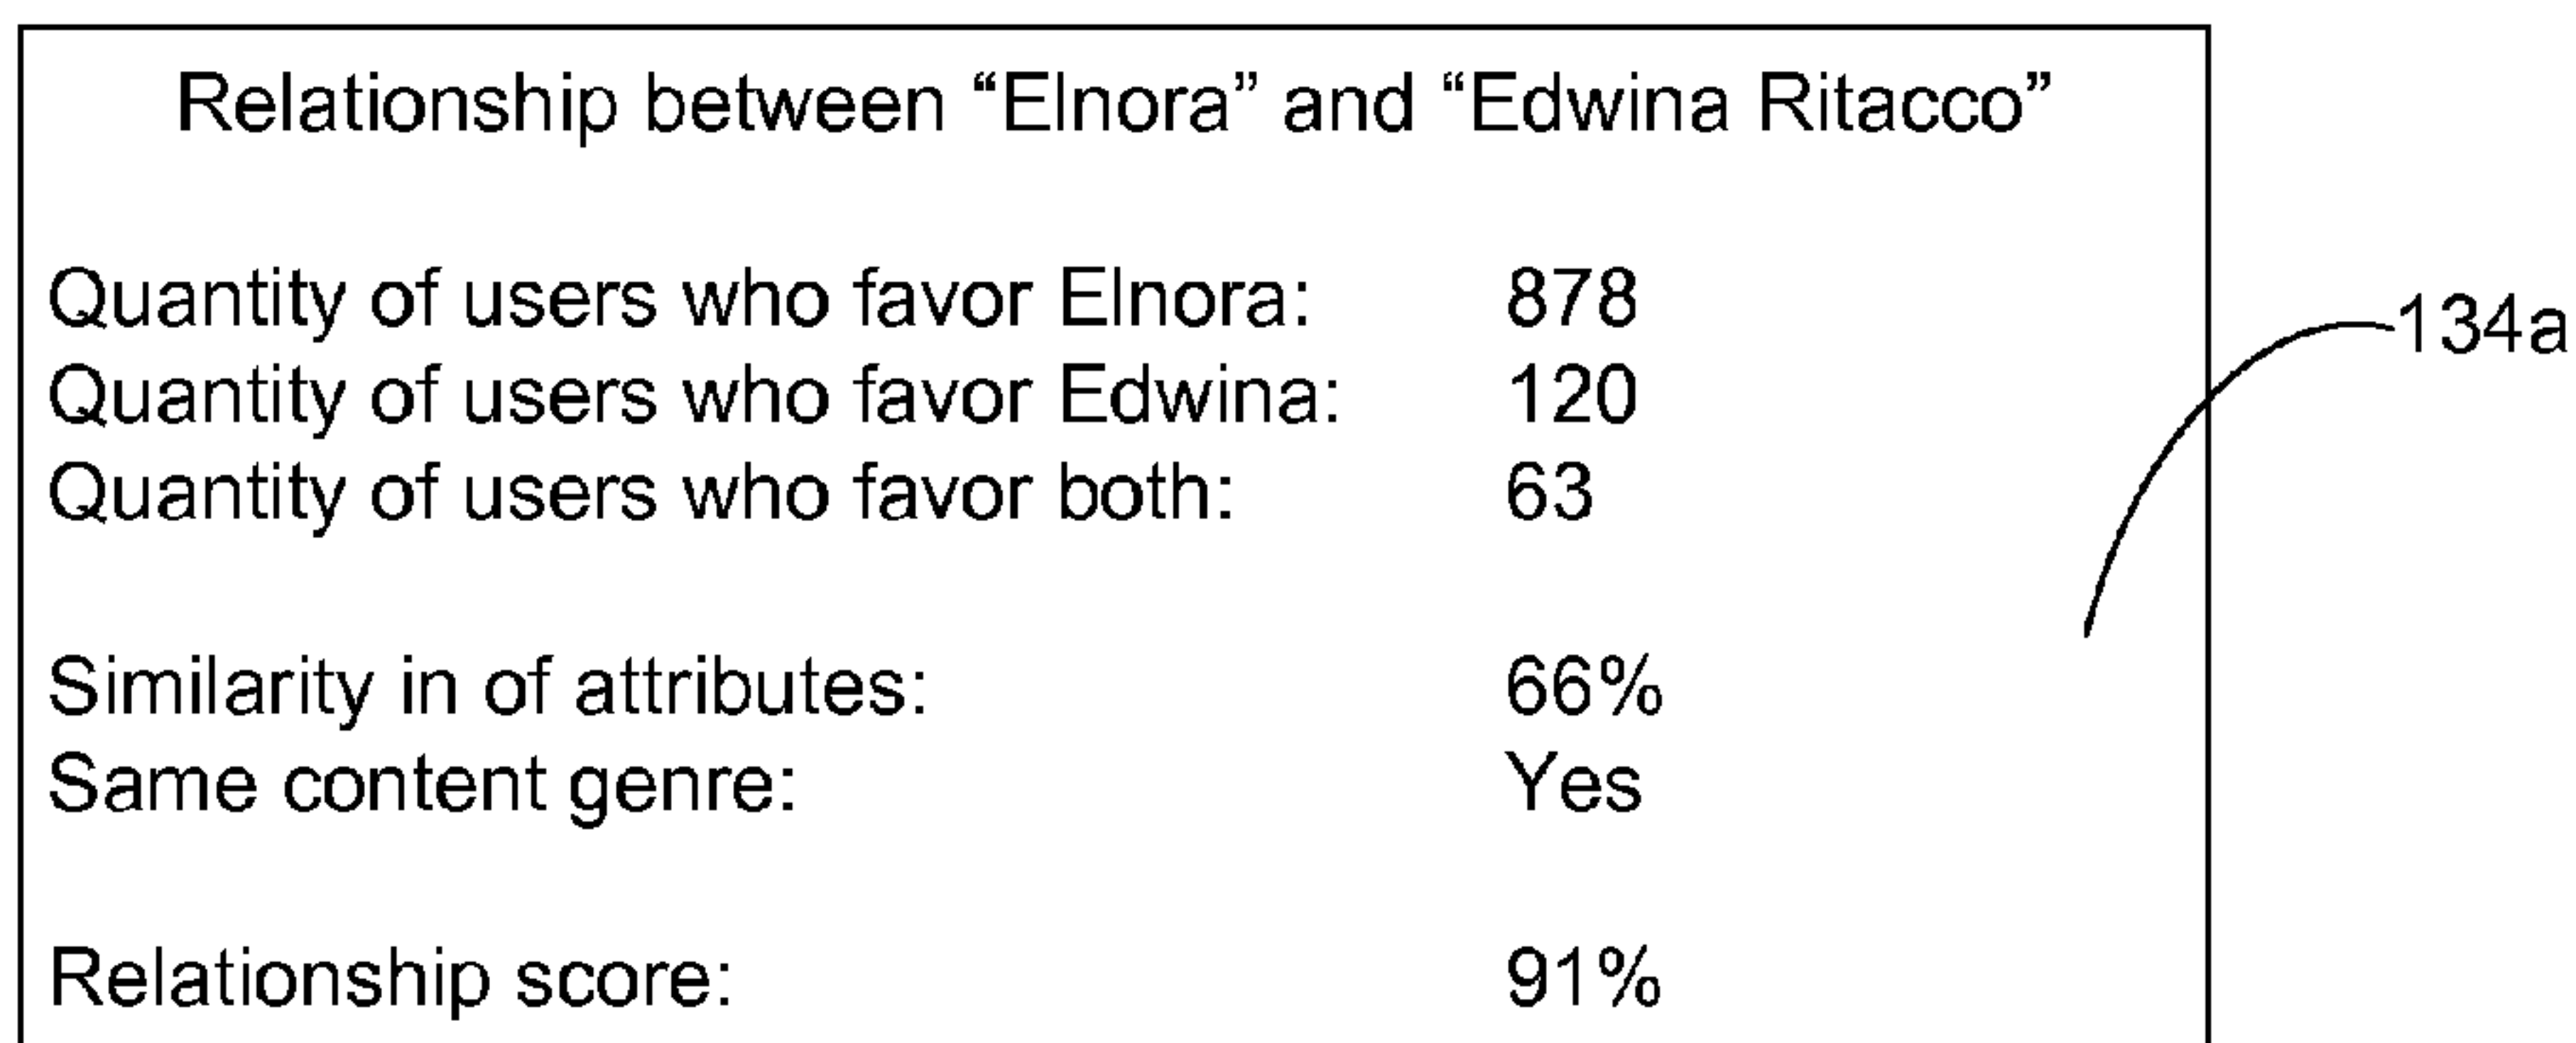 Relationship between “Elnora” and “Edwina Ritacco”
Quantity of users who favor Elnora: 878
Quantity of users who favor Edwina: 120
Quantity of users who favor both: 63
Similarity in of attributes: 66%
Same content genre: Yes
Relationship score: 91%
134a